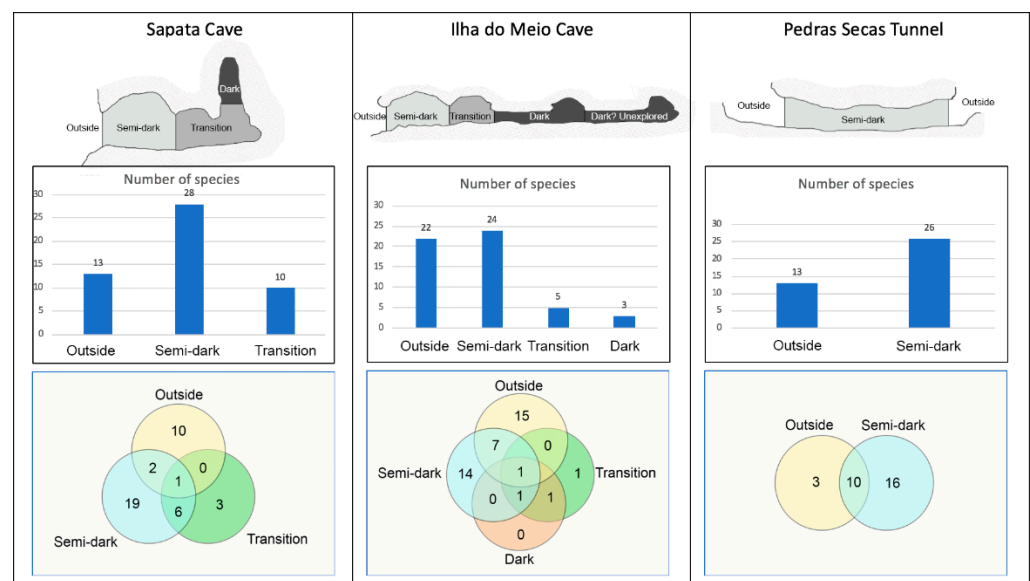 Sapata Cave
Dark
Outside
Semi-dark
Transition
Number of species
30
25
20
15
10
5
0
13
28
10
Outside
Semi-dark
Transition
Outside
10
2
0
1
19
6
3
Semi-dark
Transition
Ilha do Meio Cave
Outside
Semi-dark
Transition
Dark
Dark? Unexplored
Number of species
30
25
20
15
10
5
0
22
24
5
3
Outside
Semi-dark
Transition
Dark
Outside
15
7
0
Semi-dark
14
1
1
Transition
0
1
1
0
Dark
Pedras Secas Tunnel
Outside
Outside
Semi-dark
Number of species
30
25
20
15
10
5
0
13
26
Outside
Semi-dark
Outside
Semi-dark
3
10
16